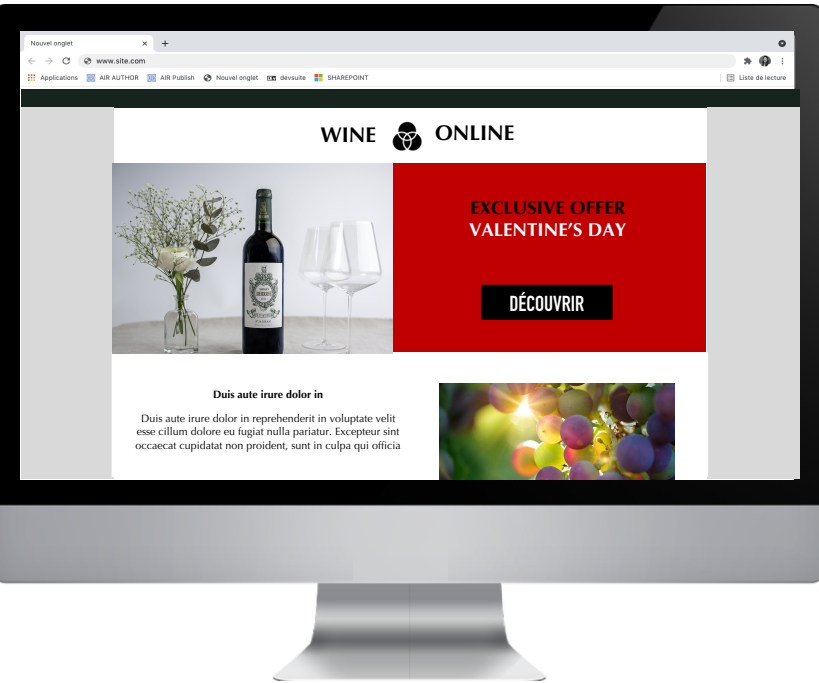 Nouvel onglet
www.site.com
Applications AIR AUTHOR AIR Publish Nouvel onglet devsuite SHAREPOINT
Liste de lecture
WINE ONLINE
EXCLUSIVE OFFER
VALENTINE'S DAY
DÉCOUVRIR
Duis aute irure dolor in
Duis aute irure dolor in reprehenderit in voluptate velit
esse cillum dolore eu fugiat nulla pariatur. Excepteur sint
occaecat cupidatat non proident, sunt in culpa qui officia